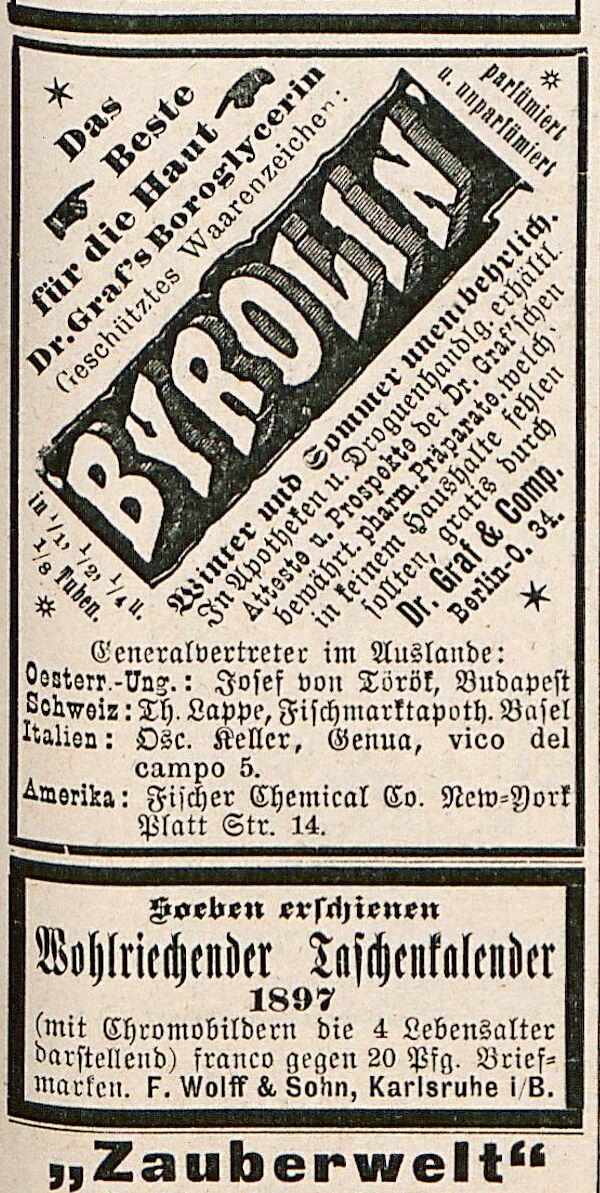 Das
Beste
für die Haut
Dr. Graf's Boroglycerin
Geschütztes Waarenzeichen:
parfümiert
u. unparfümiert
BYROLIN
in 1/1, 1/2, 1/4 u.
1/8 Tuben.
Winter und Sommer unentbehrlich.
In Apotheken u. Droguenhandlg. erhältl.
Atteste u. Prospekte der Dr. Graf'schen
bewährt. pharm. Präparate, welch
in keinem Haushalte fehlen
sollten, gratis durch
Dr. Graf & Comp.
Berlin-O. 34.
Generalvertreter im Auslande:
Oesterr.-Ung.: Josef von Török, Budapest
Schweiz: Th. Lappe, Fischmarktapoth. Basel
Italien: Osc. Keller, Genua, vico del
campo 5.
Amerika: Fischer Chemical Co. New-York
Platt Str. 14.
Soeben erschienen
Wohlriechender Taschenkalender
1897
(mit Chromobildern die 4 Lebensalter
darstellend) franco gegen 20 Pfg. Brief-
marken. F. Wolff & Sohn, Karlsruhe i/B.
„Zauberwelt“